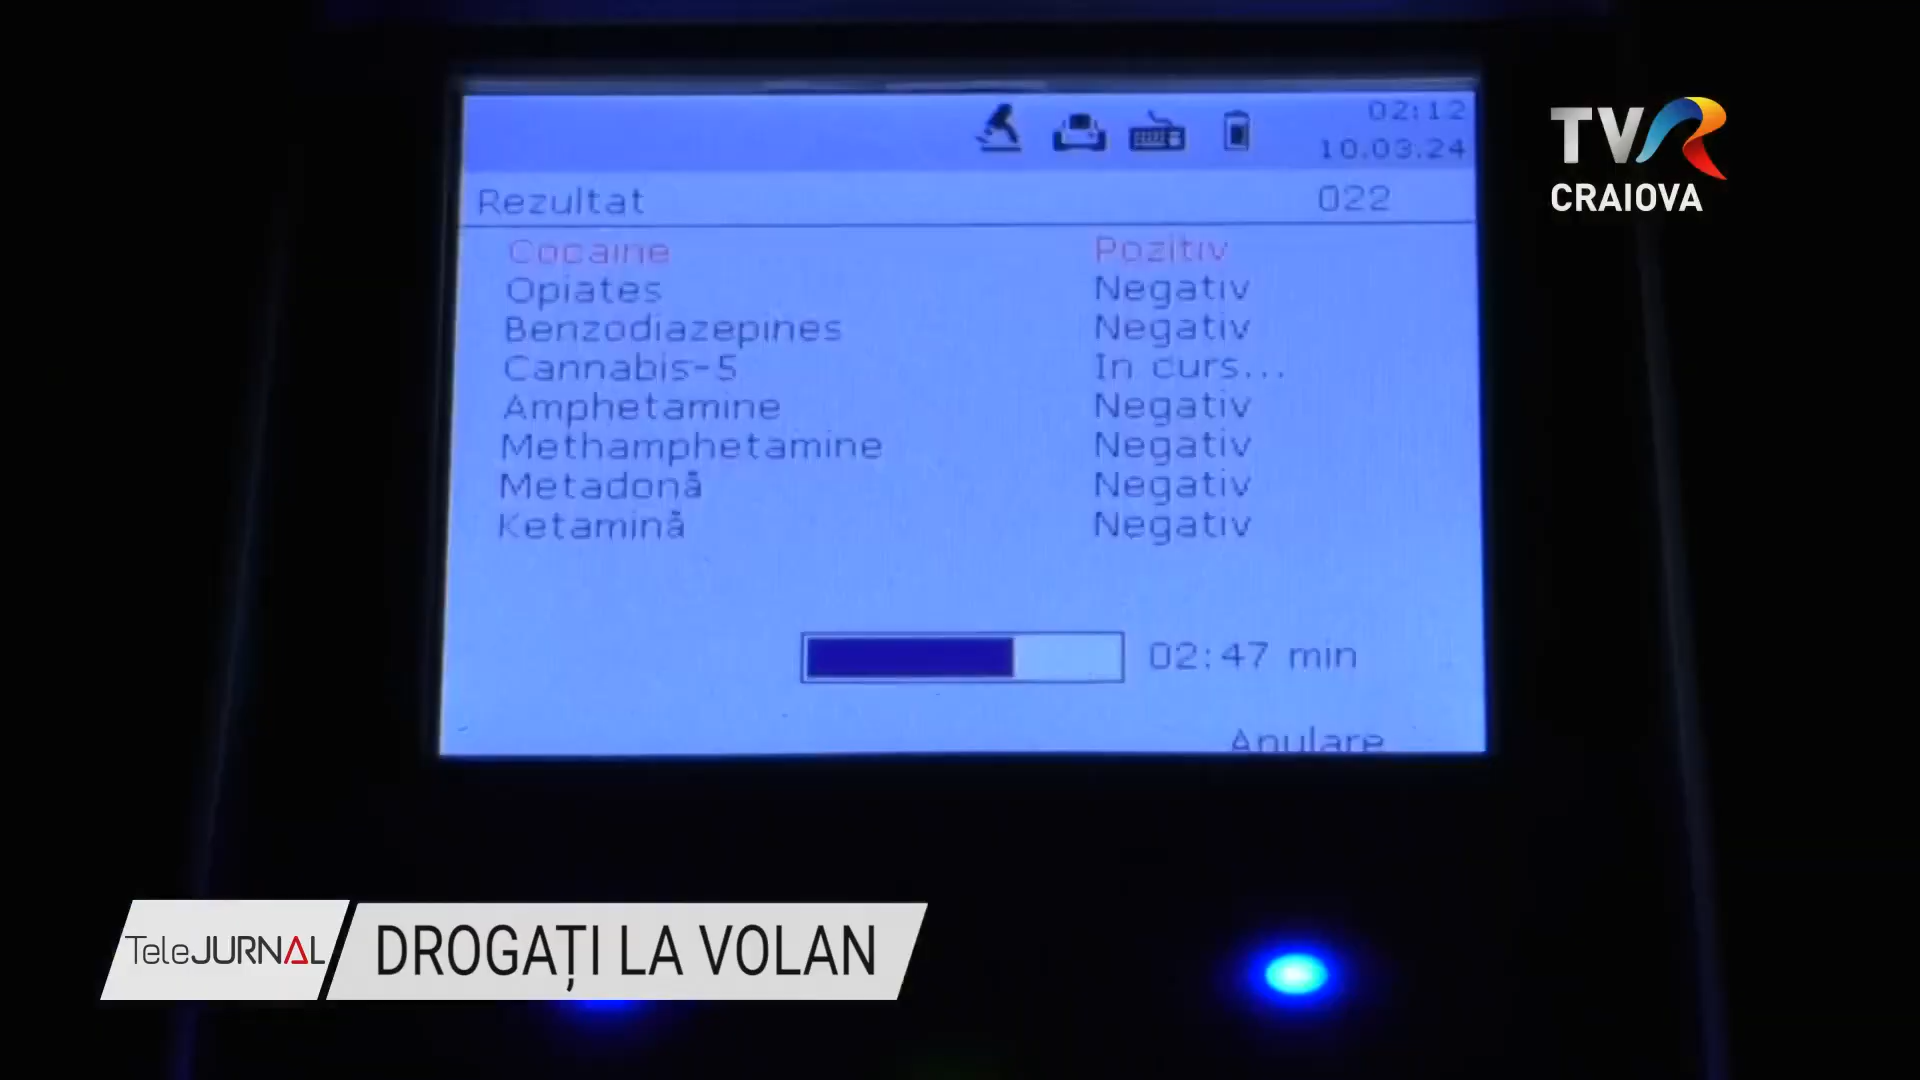 02:12
10.03.24
Rezultat 022
Cocaine Pozitiv
Opiates Negativ
Benzodiazepines Negativ
Cannabis-5 In curs...
Amphetamine Negativ
Methamphetamine Negativ
Metadonă Negativ
Ketamină Negativ
02:47 min
Anulare
TVR
CRAIOVA
TeleJURNAL
DROGAȚI LA VOLAN